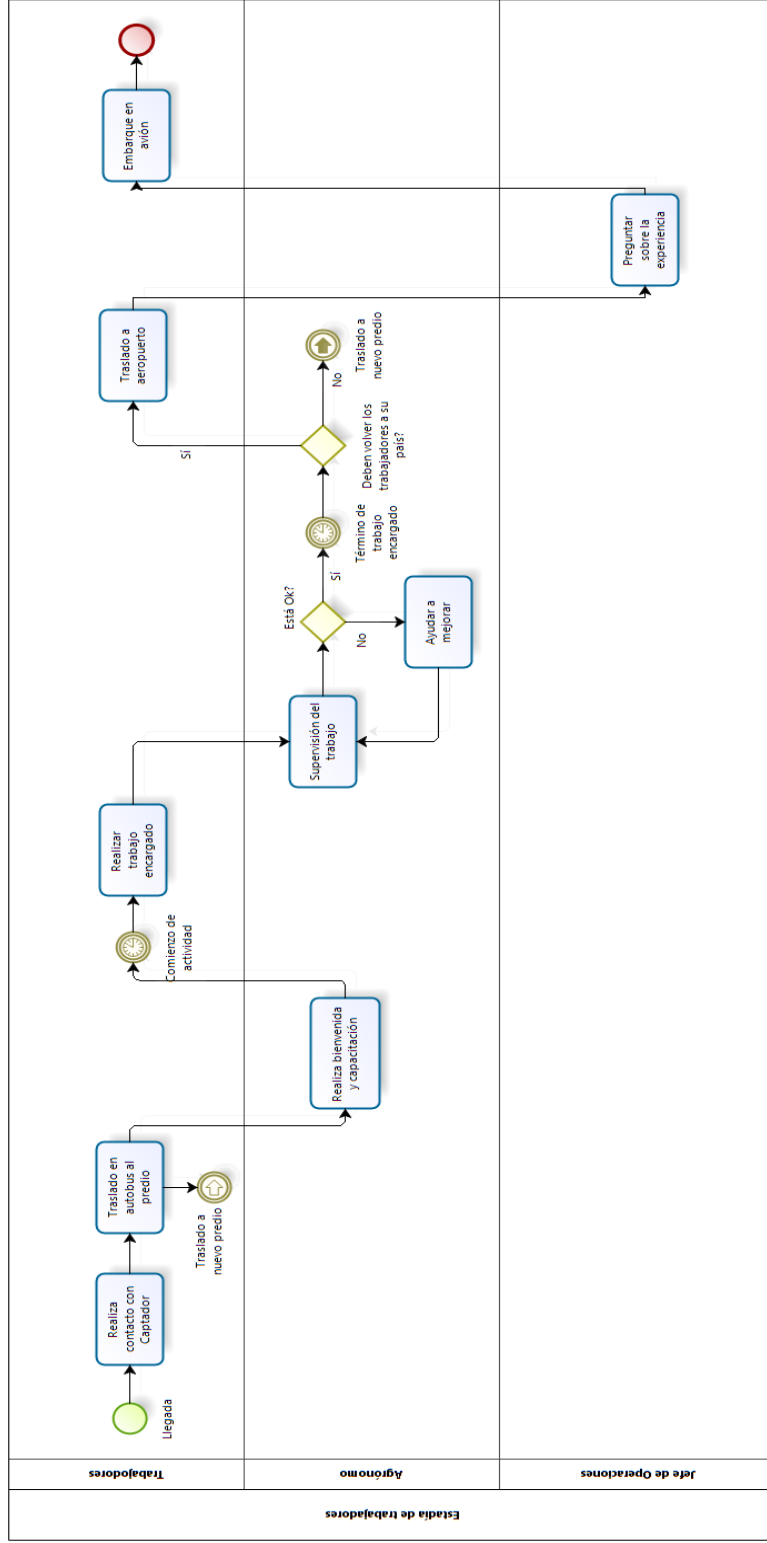 Estadía de trabajadores
Trabajadores
Agrónomo
Jefe de Operaciones
Llegada
Realiza
contacto con
Captador
Traslado en
autobus al
predio
Traslado a
nuevo predio
Realiza bienvenida
y capacitación
Comienzo de
actividad
Realizar
trabajo
encargado
Supervisión del
trabajo
Está Ok?
No
Ayudar a
mejorar
Sí
Término de
trabajo
encargado
Deben volver los
trabajadores a su
país?
No
Traslado a
nuevo predio
Sí
Traslado a
aeropuerto
Preguntar
sobre la
experiencia
Embarque en
avión